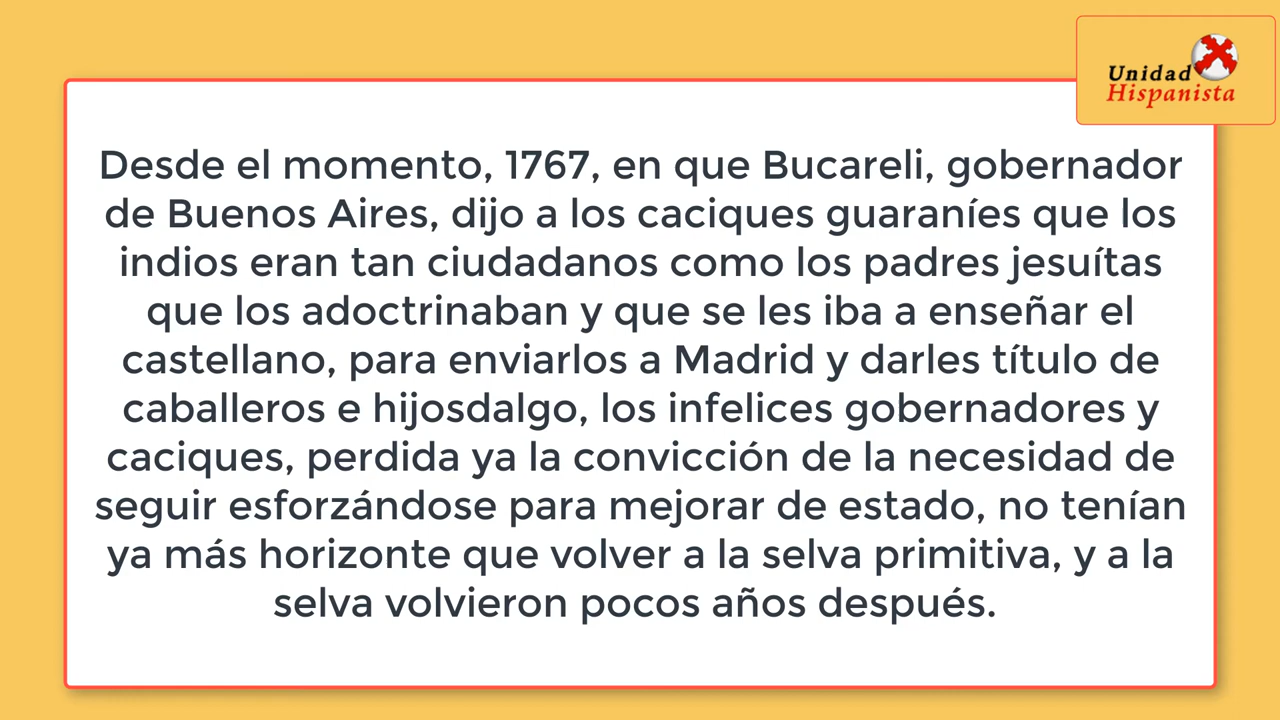 Unidad
Hispanista
Desde el momento, 1767, en que Bucareli, gobernador
de Buenos Aires, dijo a los caciques guaraníes que los
indios eran tan ciudadanos como los padres jesuítas
que los adoctrinaban y que se les iba a enseñar el
castellano, para enviarlos a Madrid y darles título de
caballeros e hijosdalgo, los infelices gobernadores y
caciques, perdida ya la convicción de la necesidad de
seguir esforzándose para mejorar de estado, no tenían
ya más horizonte que volver a la selva primitiva, y a la
selva volvieron pocos años después.